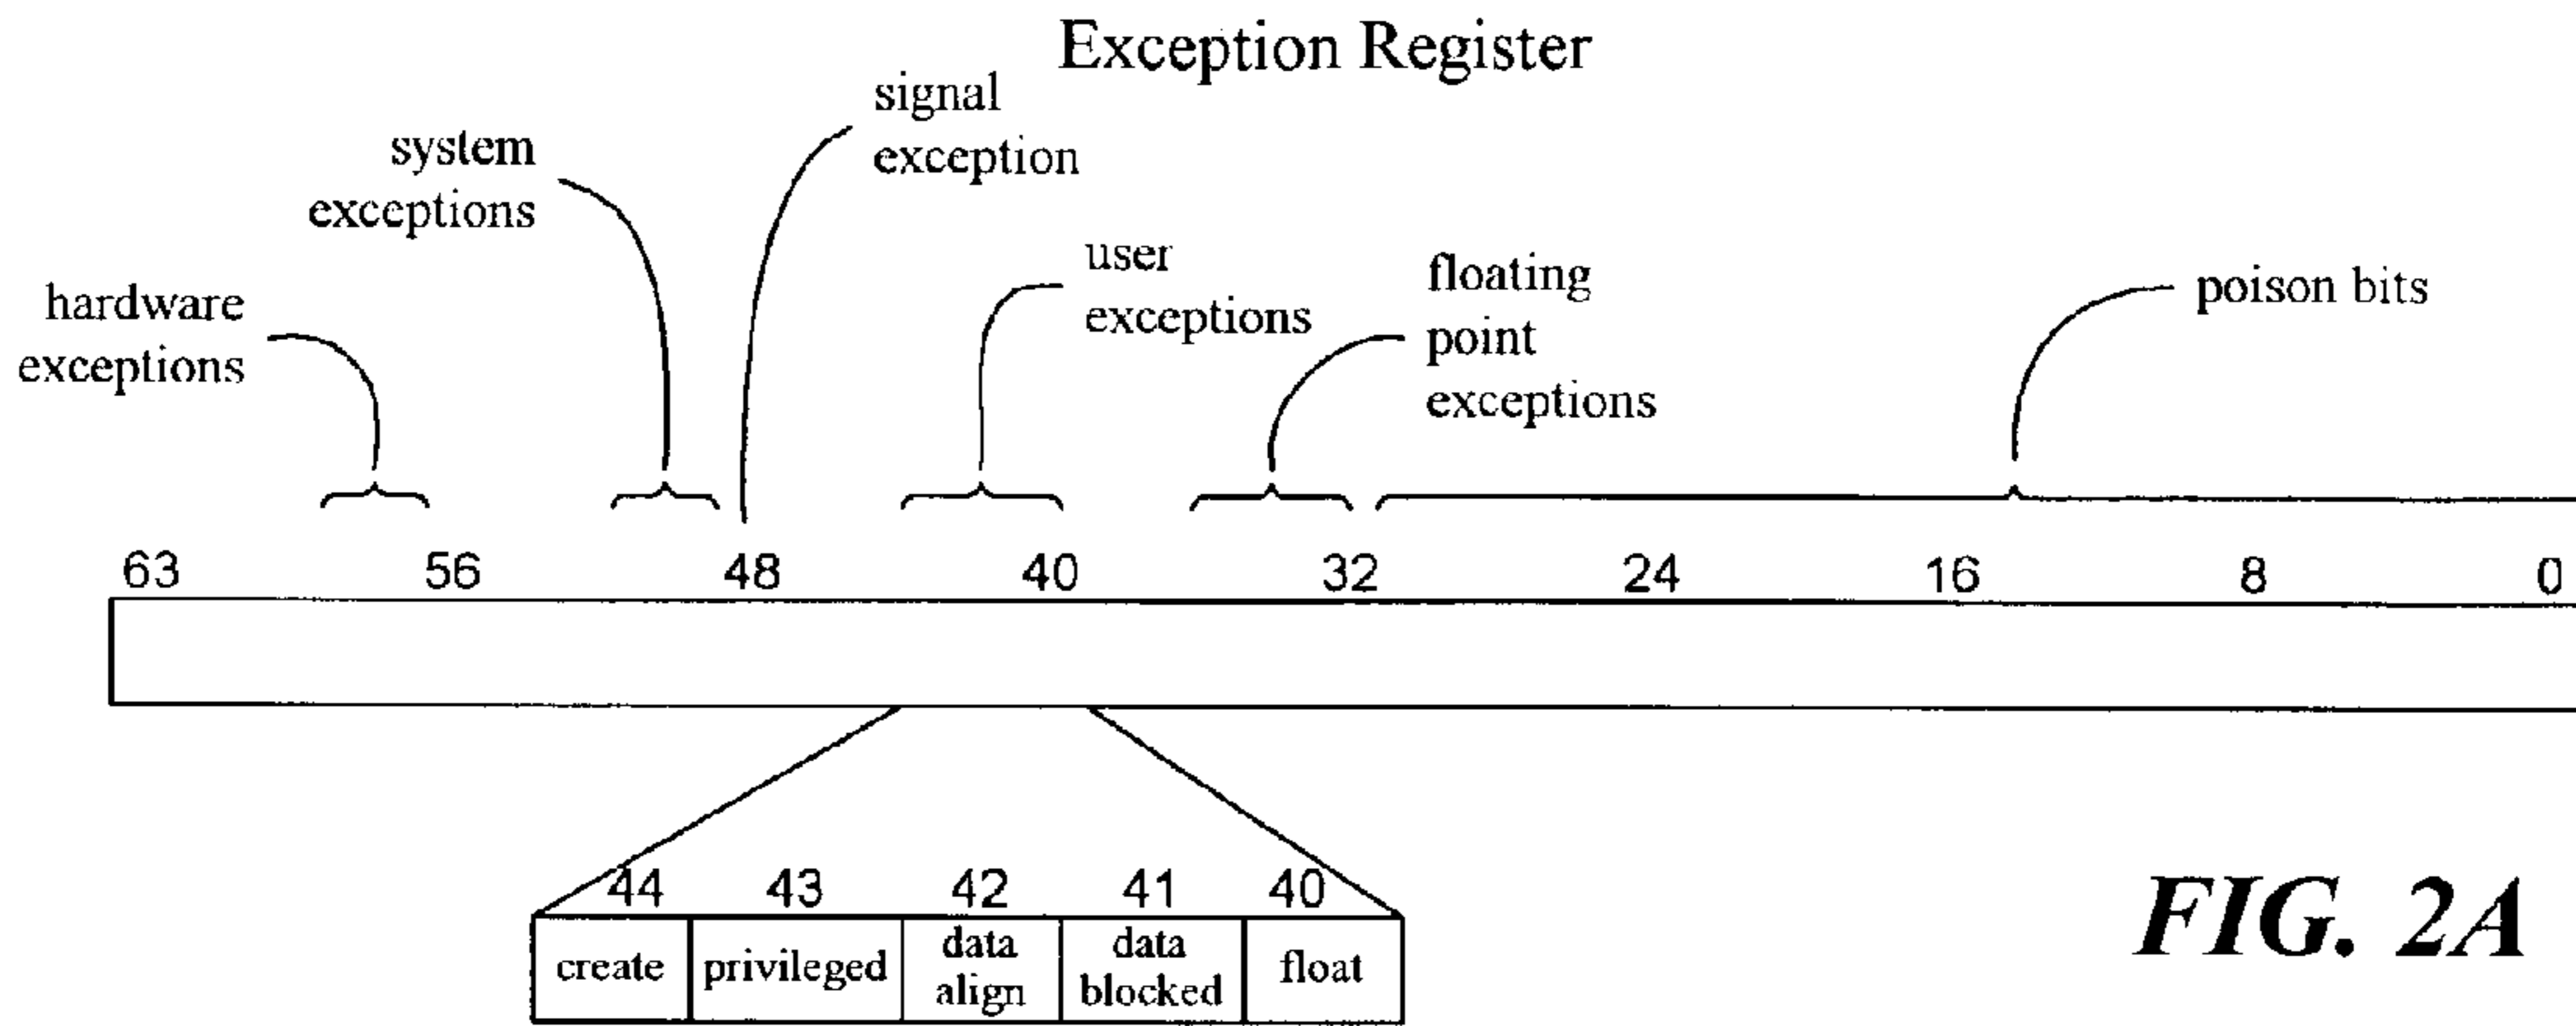 Exception Register
signal
exception
system
exceptions
user
exceptions
floating
point
exceptions
poison bits
hardware
exceptions
63 56 48 40 32 24 16 8 0
44 43 42 41 40
create privileged data align data blocked float
FIG. 2A